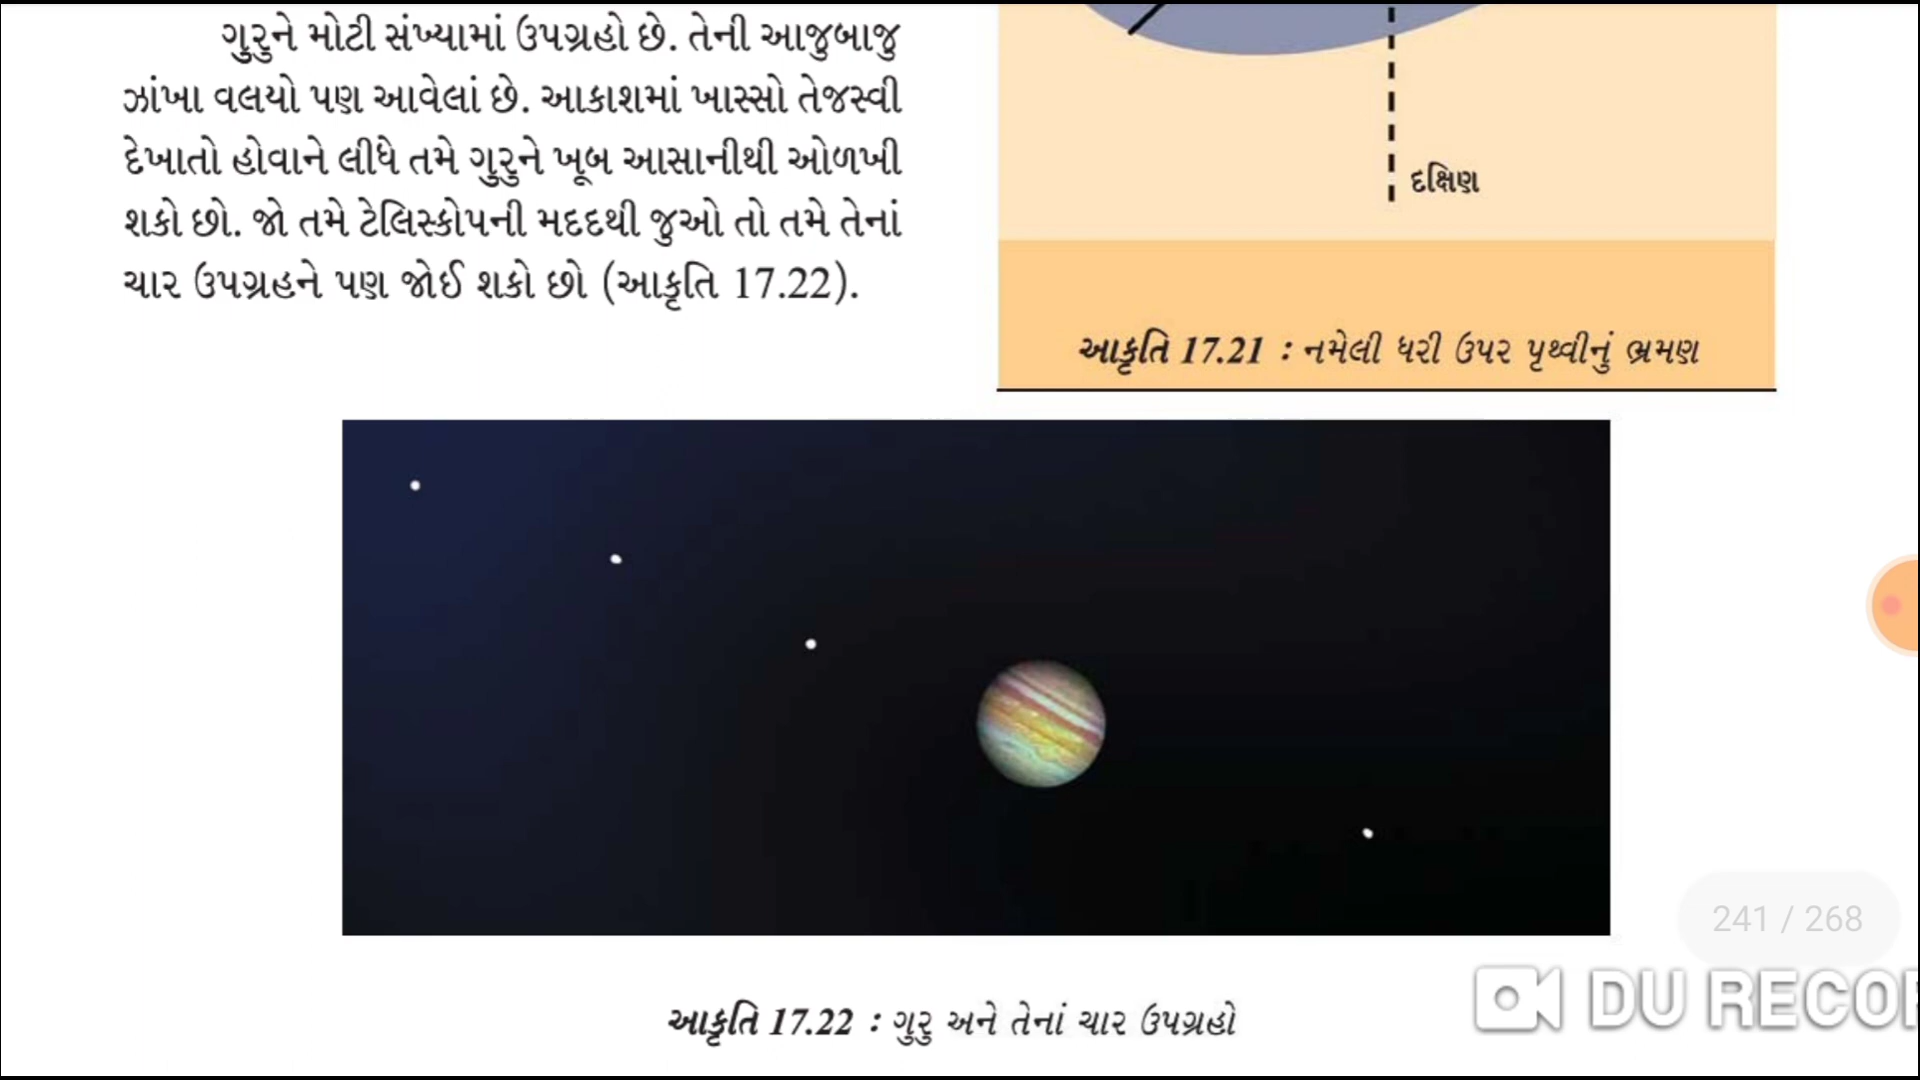 ગુરુને મોટી સંખ્યામાં ઉપગ્રહો છે. તેની આજુબાજુ
ઝાંખા વલયો પણ આવેલાં છે. આકાશમાં ખાસ્સો તેજસ્વી
દેખાતો હોવાને લીધે તમે ગુરુને ખૂબ આસાનીથી ઓળખી
શકો છો. જો તમે ટેલિસ્કોપની મદદથી જુઓ તો તમે તેનાં
ચાર ઉપગ્રહને પણ જોઈ શકો છો (આકૃતિ 17.22).
દક્ષિણ
આકૃતિ 17.21 : નમેલી ધરી ઉપર પૃથ્વીનું ભ્રમણ
241 / 268
DU RECOR
આકૃતિ 17.22 : ગુરુ અને તેનાં ચાર ઉપગ્રહો